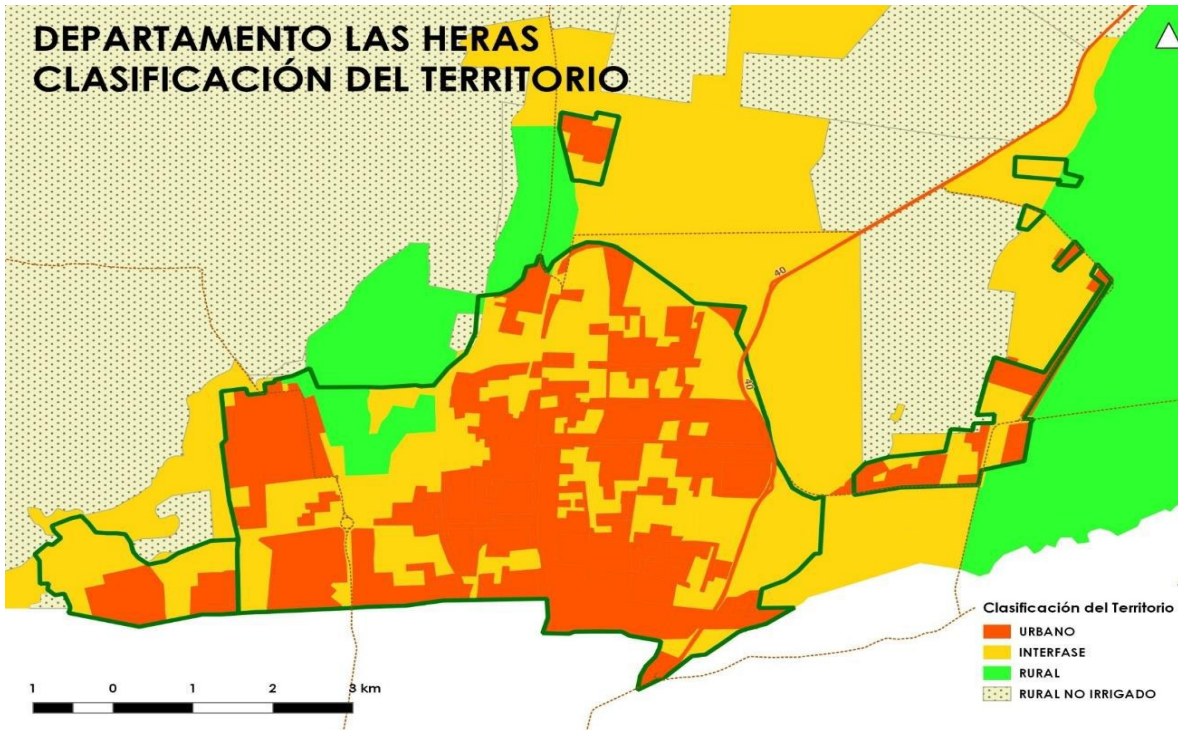 DEPARTAMENTO LAS HERAS
CLASIFICACIÓN DEL TERRITORIO
40
40
Clasificación del Territorio
URBANO
INTERFASE
RURAL
RURAL NO IRRIGADO
1 0 1 2 3 km